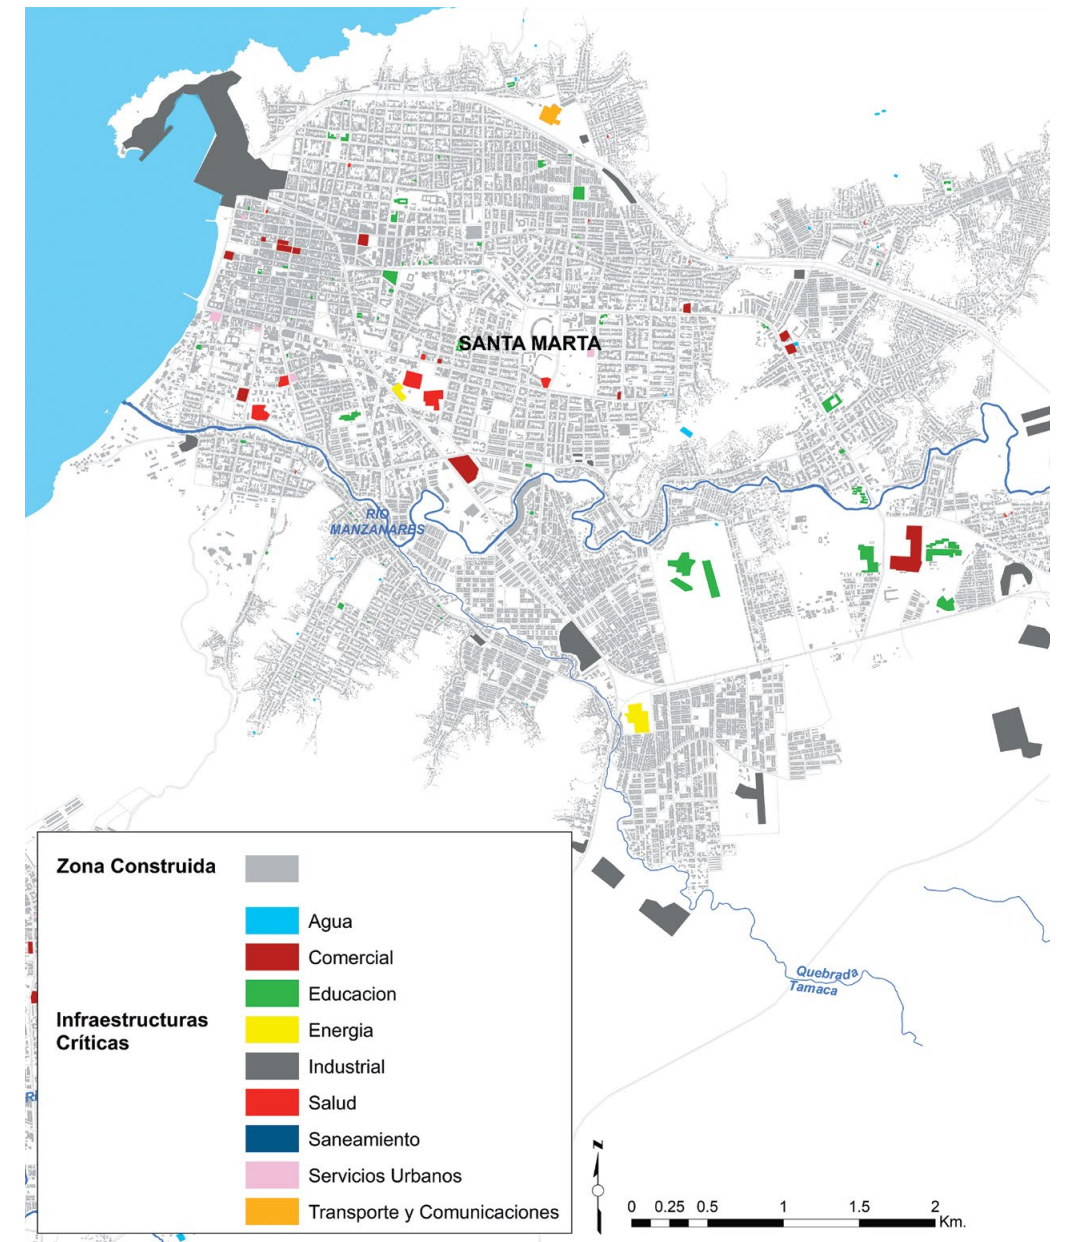 SANTA MARTA
RÍO
MANZANARES
Quebrada
Tamaca
Zona Construida
Infraestructuras
Críticas
Agua
Comercial
Educacion
Energia
Industrial
Salud
Saneamiento
Servicios Urbanos
Transporte y Comunicaciones
N
0 0.25 0.5 1 1.5 2
Km.